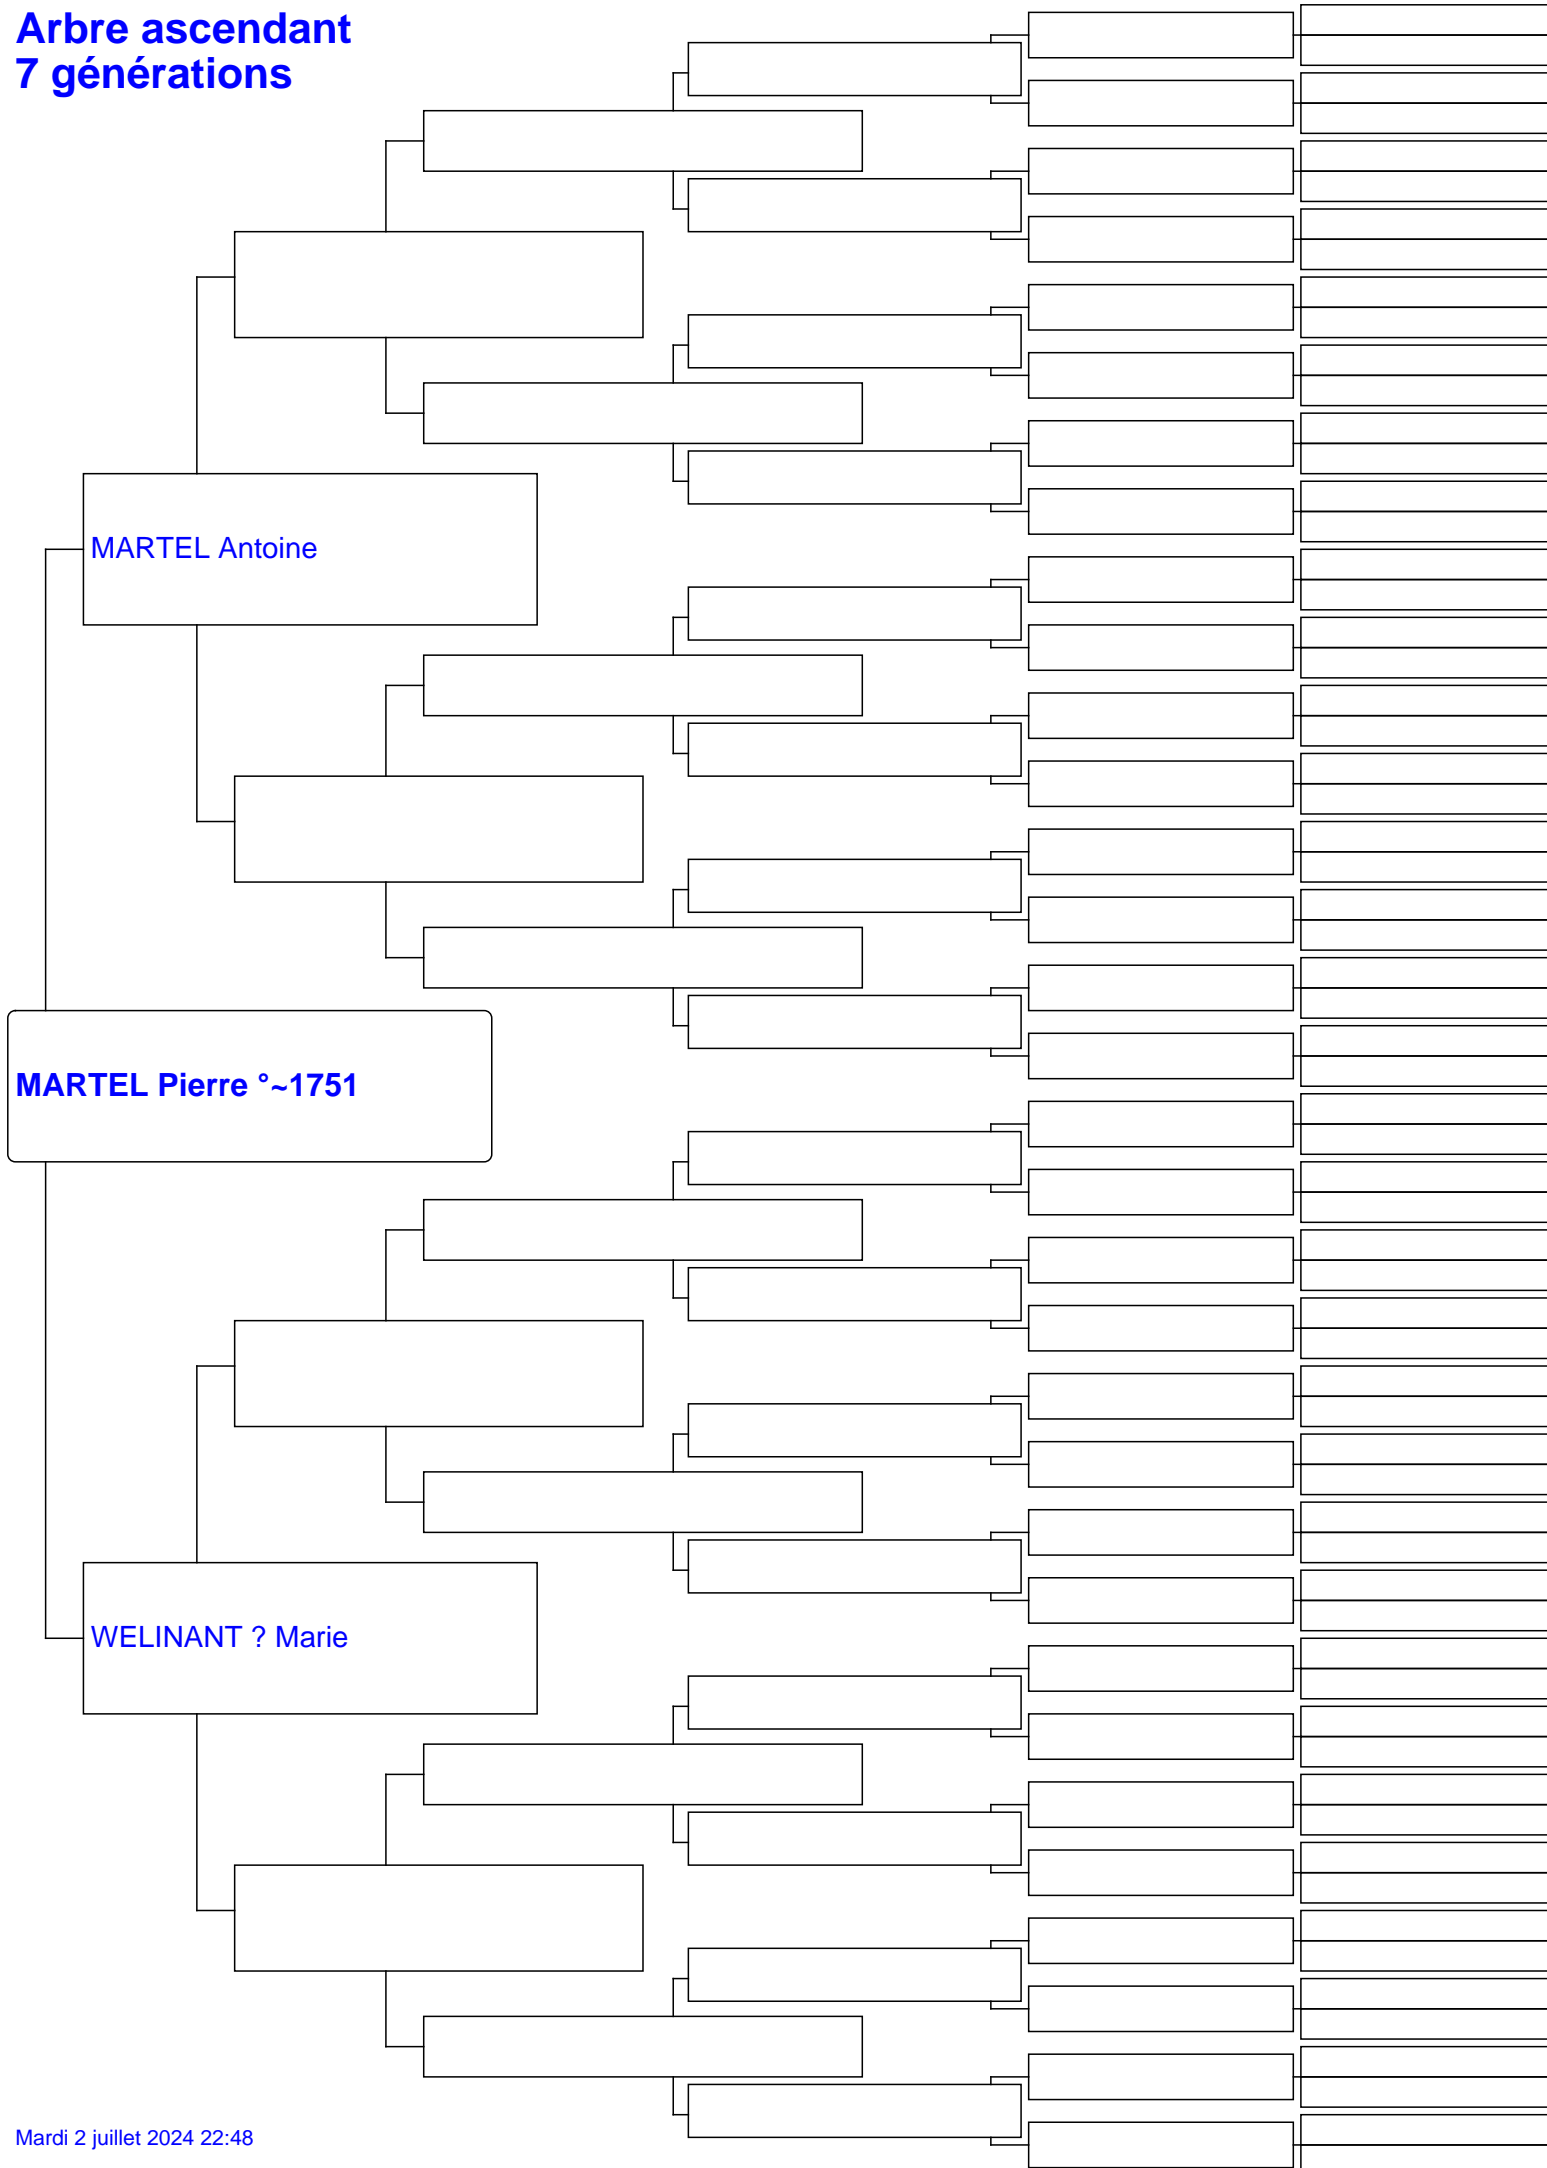 Arbre ascendant
7 générations
MARTEL Antoine
MARTEL Pierre °~1751
WELINANT ? Marie
Mardi 2 juillet 2024 22:48